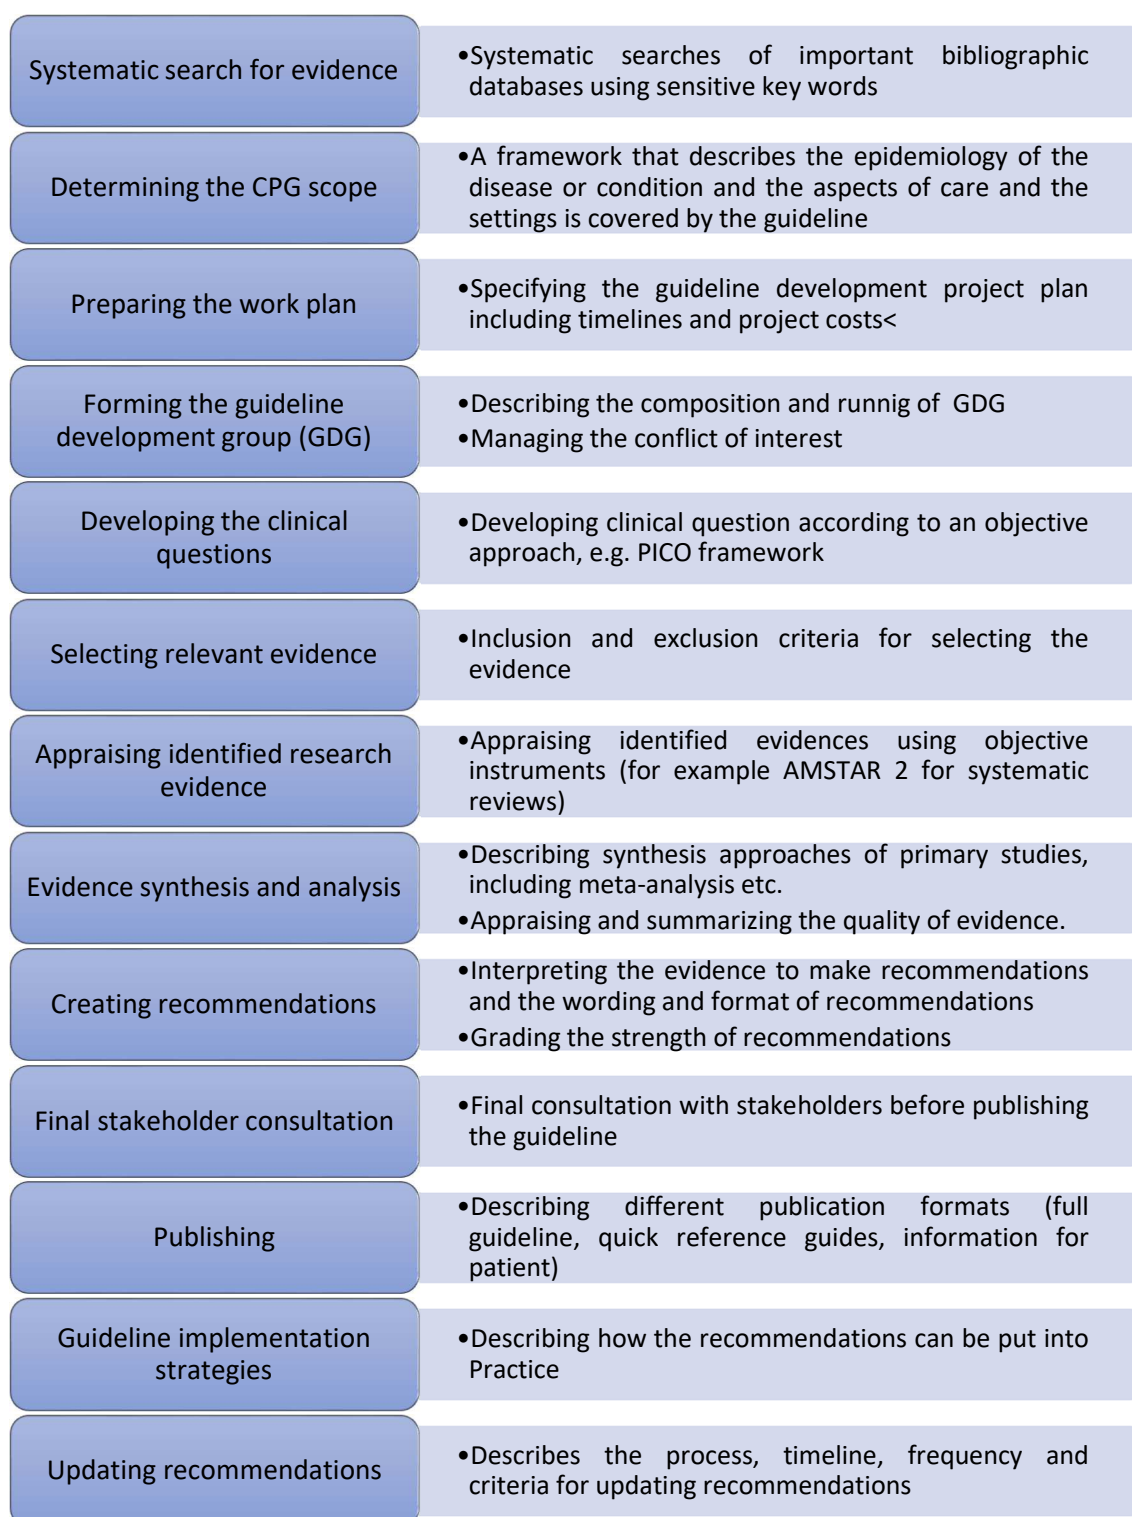 Systematic search for evidence
•Systematic searches of important bibliographic
databases using sensitive key words
Determining the CPG scope
•A framework that describes the epidemiology of the
disease or condition and the aspects of care and the
settings is covered by the guideline
Preparing the work plan
•Specifying the guideline development project plan
including timelines and project costs<
Forming the guideline
development group (GDG)
•Describing the composition and runnig of GDG
•Managing the conflict of interest
Developing the clinical
questions
•Developing clinical question according to an objective
approach, e.g. PICO framework
Selecting relevant evidence
•Inclusion and exclusion criteria for selecting the
evidence
Appraising identified research
evidence
•Appraising identified evidences using objective
instruments (for example AMSTAR 2 for systematic
reviews)
Evidence synthesis and analysis
•Describing synthesis approaches of primary studies,
including meta-analysis etc.
•Appraising and summarizing the quality of evidence.
Creating recommendations
•Interpreting the evidence to make recommendations
and the wording and format of recommendations
•Grading the strength of recommendations
Final stakeholder consultation
•Final consultation with stakeholders before publishing
the guideline
Publishing
•Describing different publication formats (full
guideline, quick reference guides, information for
patient)
Guideline implementation
strategies
•Describing how the recommendations can be put into
Practice
Updating recommendations
•Describes the process, timeline, frequency and
criteria for updating recommendations